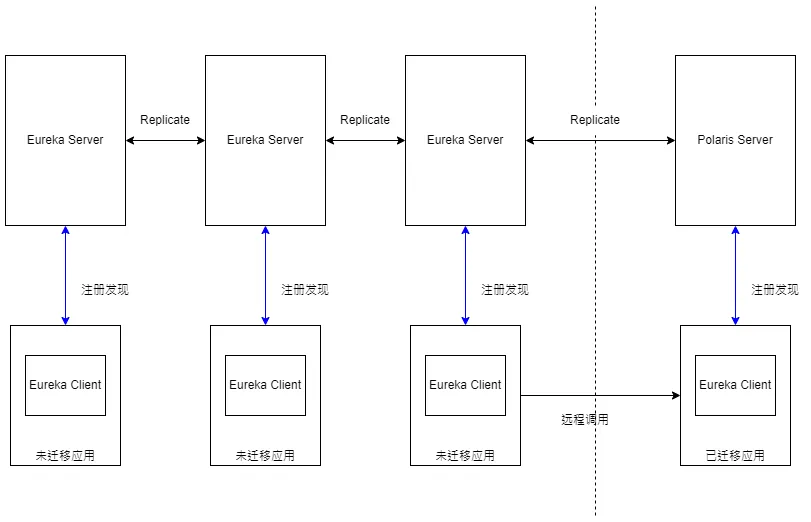 Replicate
Replicate
Replicate
Eureka Server
Eureka Server
Eureka Server
Polaris Server
注册发现
注册发现
注册发现
注册发现
Eureka Client
Eureka Client
Eureka Client
Eureka Client
远程调用
未迁移应用
未迁移应用
未迁移应用
已迁移应用